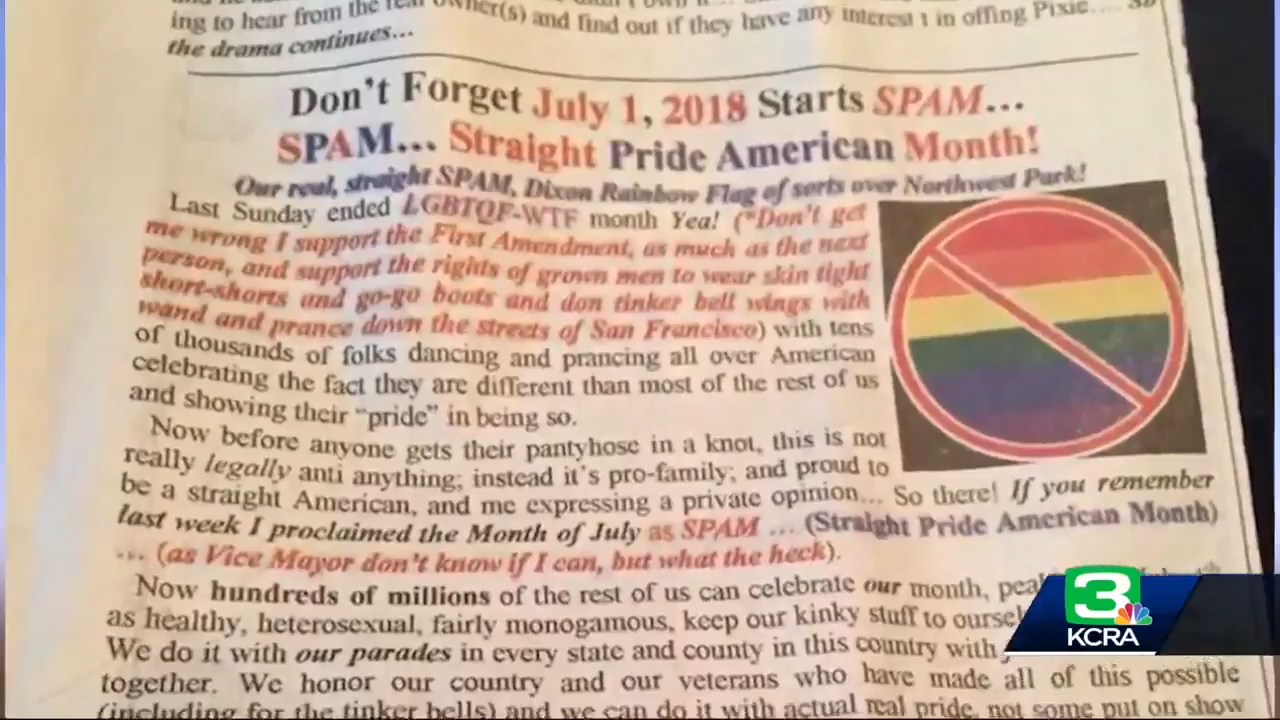 ing to hear from the real owner(s) and find out if they have any interest t in offing Pixie.... So
the drama continues...
Don't Forget July 1, 2018 Starts SPAM...
SPAM... Straight Pride American Month!
Our real, straight SPAM, Dixon Rainbow Flag of sorts over Northwest Park!
Last Sunday ended LGBTQF-WTF month Yea! ("Don't get
me wrong I support the First Amendment, as much as the next
person, and support the rights of grown men to wear skin tight
short-shorts and go-go boots and don tinker bell wings with
wand and prance down the streets of San Francisco) with tens
of thousands of folks dancing and prancing all over American
celebrating the fact they are different than most of the rest of us
and showing their "pride" in being so.
Now before anyone gets their pantyhose in a knot, this is not
really legally anti anything; instead it's pro-family; and proud to
be a straight American, and me expressing a private opinion... So there! If you remember
last week I proclaimed the Month of July as SPAM ... (Straight Pride American Month)
... (as Vice Mayor don't know if I can, but what the heck).
Now hundreds of millions of the rest of us can celebrate our month,
as healthy, heterosexual, fairly monogamous, keep our kinky stuff to
We do it with our parades in every state and county in this country with
together. We honor our country and our veterans who have made all of this possible
(including for the tinker bells) and we can do it with actual real pride, not some put on show
3
KCRA